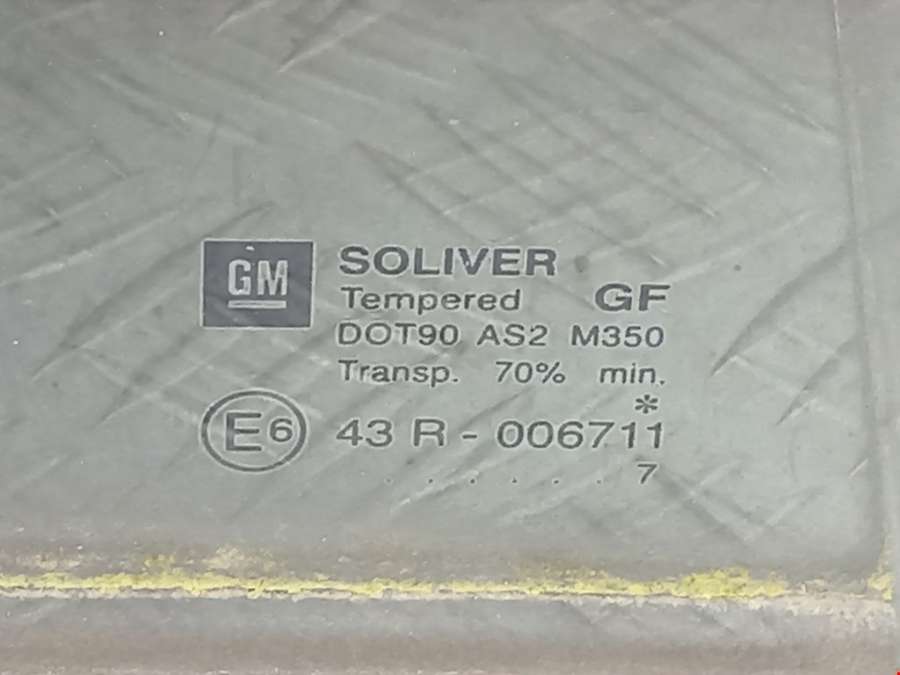 GM
SOLIVER
Tempered GF
DOT90 AS2 M350
Transp. 70% min.
*
E6 43 R - 006711
. . . . . . 7